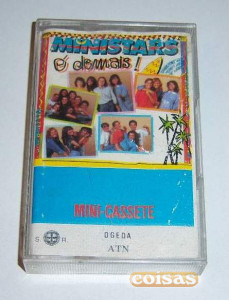 MINISTARS
é demais!
MINI-CASSETE
S R
OGEDA
ATN
coisas